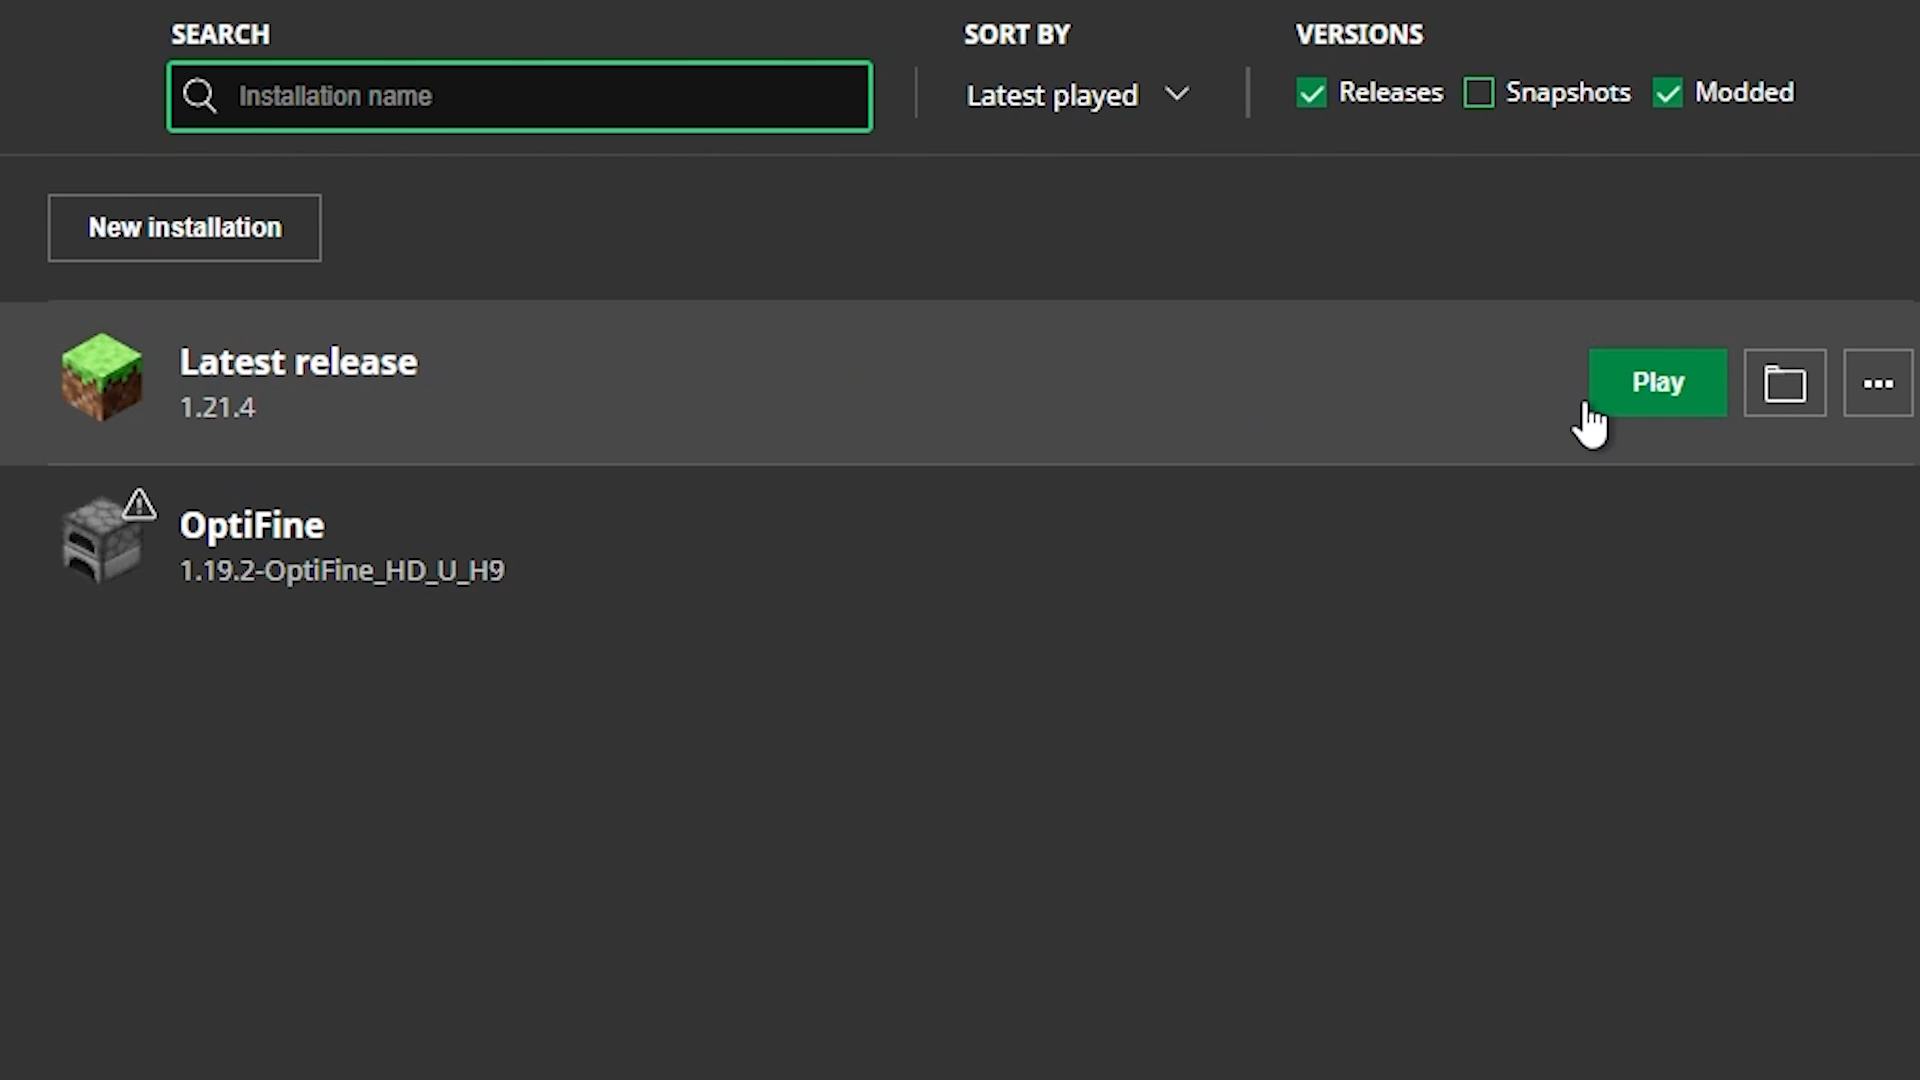 SEARCH
Installation name
SORT BY
Latest played
VERSIONS
Releases
Snapshots
Modded
New installation
Latest release
1.21.4
Play
OptiFine
1.19.2-OptiFine_HD_U_H9